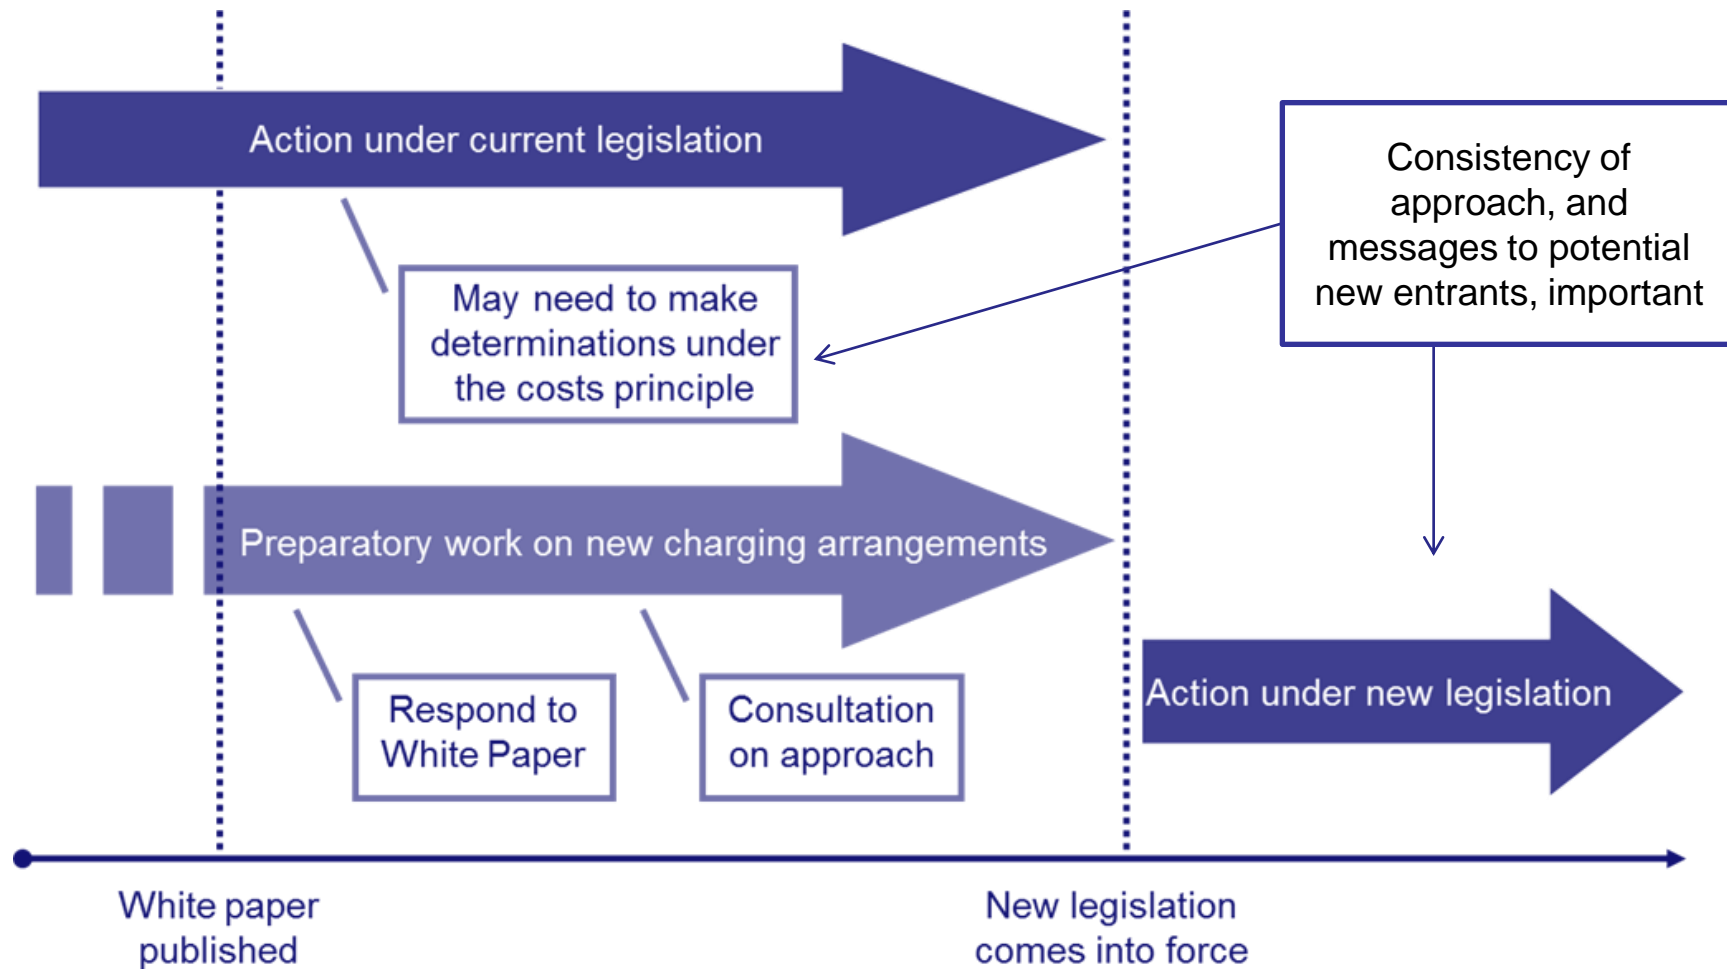 Action under current legislation
Consistency of
approach, and
messages to potential
new entrants, important
May need to make
determinations under
the costs principle
Preparatory work on new charging arrangements
Respond to
White Paper
Consultation
on approach
Action under new legislation
White paper
published
New legislation
comes into force